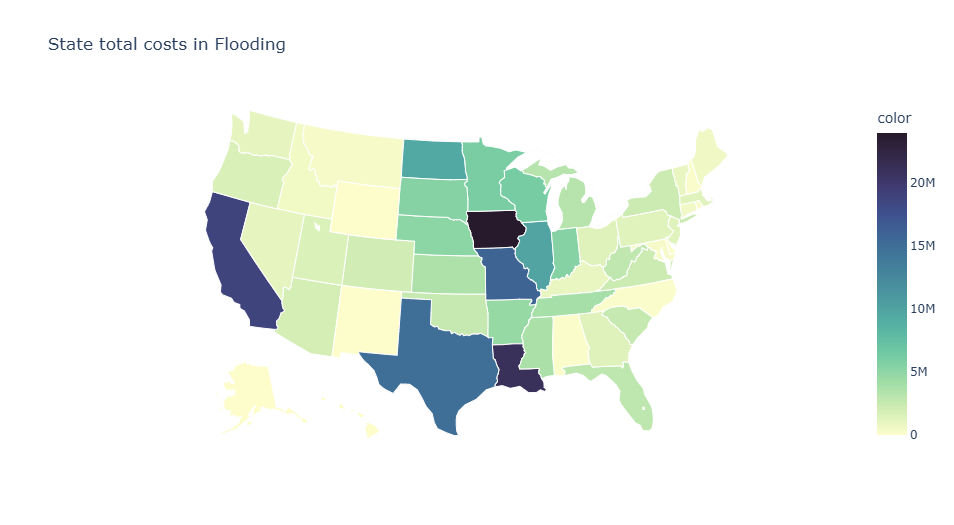 State total costs in Flooding
color
20M
15M
10M
5M
0